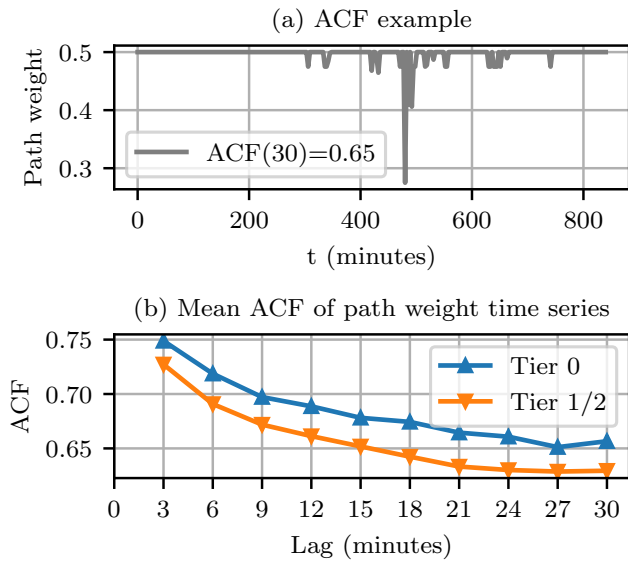 (a) ACF example
Path weight
0.5
0.4
0.3
ACF(30)=0.65
0 200 400 600 800
t (minutes)
(b) Mean ACF of path weight time series
ACF
0.75
0.70
0.65
Tier 0
Tier 1/2
0 3 6 9 12 15 18 21 24 27 30
Lag (minutes)